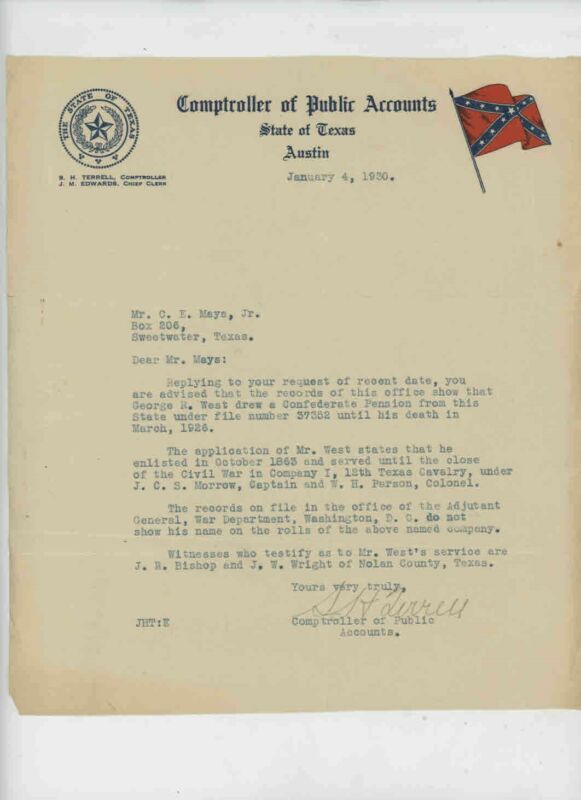 THE STATE OF TEXAS
Comptroller of Public Accounts
State of Texas
Austin
S. H. TERRELL, COMPTROLLER
J. M. EDWARDS, CHIEF CLERK
January 4, 1930.
Mr. C. E. Mays, Jr.
Box 206,
Sweetwater, Texas.
Dear Mr. Mays:
Replying to your request of recent date, you
are advised that the records of this office show that
George R. West drew a Confederate Pension from this
State under file number 37352 until his death in
March, 1926.
The application of Mr. West states that he
enlisted in October 1863 and served until the close
of the Civil War in Company I, 12th Texas Cavalry, under
J. C. S. Morrow, Captain and W. H. Parson, Colonel.
The records on file in the office of the Adjutant
General, War Department, Washington, D. C. do not
show his name on the rolls of the above named company.
Witnesses who testify as to Mr. West's service are
J. R. Bishop and J. W. Wright of Nolan County, Texas.
Yours very truly,
S H Terrell
JHT:E
Comptroller of Public
Accounts.